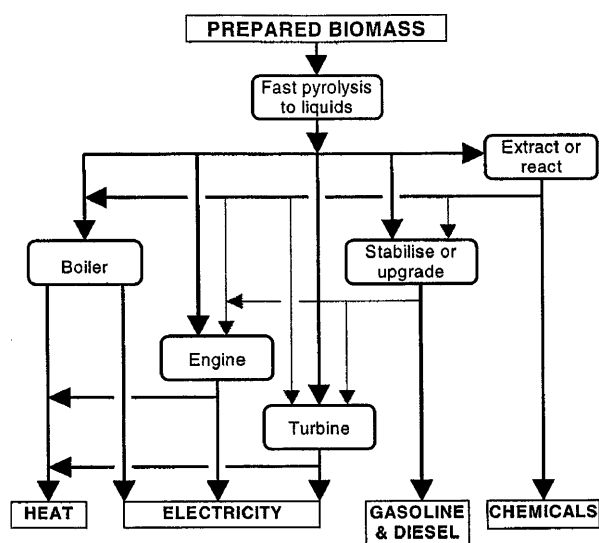 PREPARED BIOMASS
Fast pyrolysis
to liquids
Extract or
react
Boiler
Stabilise or
upgrade
Engine
Turbine
HEAT
ELECTRICITY
GASOLINE
& DIESEL
CHEMICALS